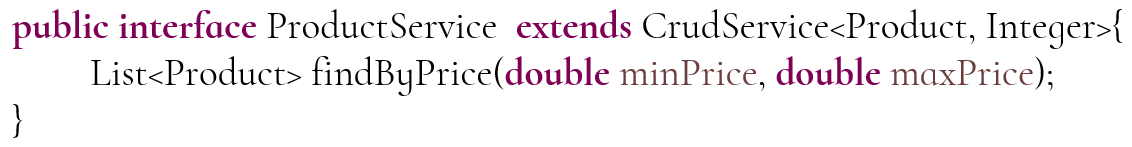 public interface ProductService  extends CrudService<Product, Integer>{
List<Product> findByPrice(double minPrice, double maxPrice);
}